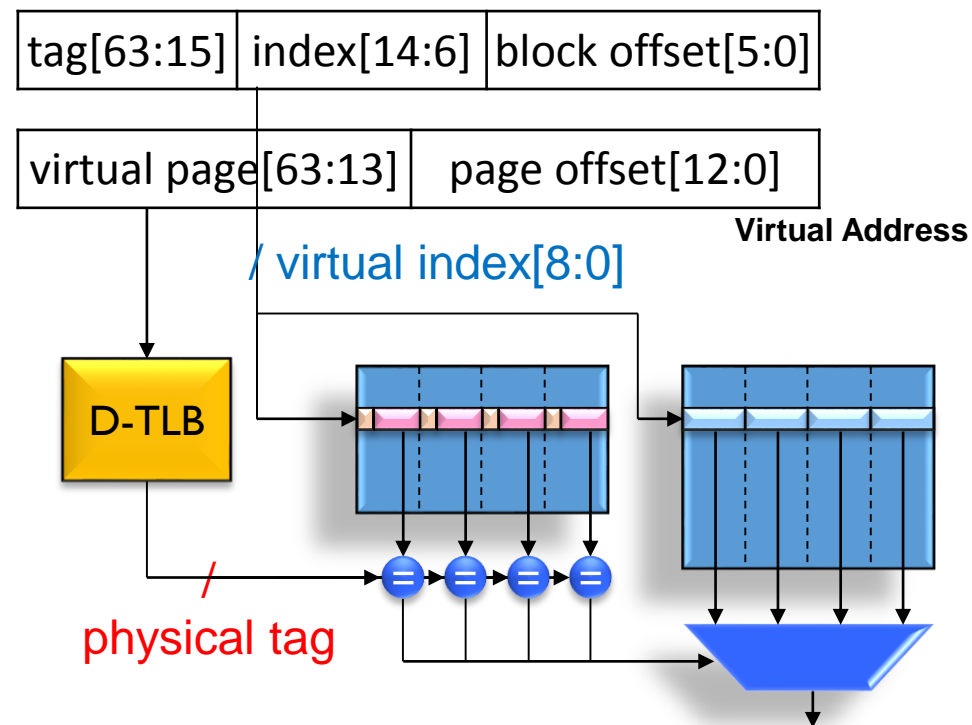 tag[63:15] index[14:6] block offset[5:0]
virtual page[63:13] page offset[12:0]
Virtual Address
/ virtual index[8:0]
D-TLB
= = = =
/
physical tag